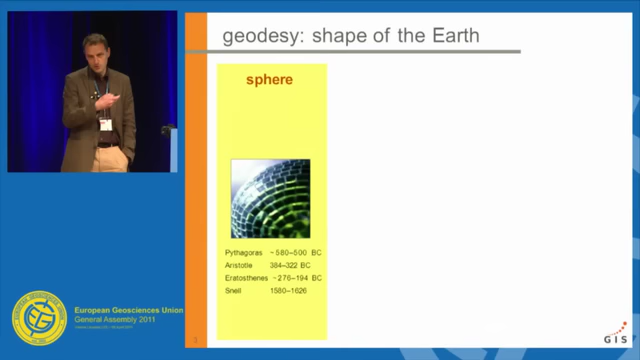 geodesy: shape of the Earth
sphere
Pythagoras ~580–500 BC
Aristotle 384–322 BC
Eratosthenes ~276–194 BC
Snell 1580–1626
European Geosciences Union
General Assembly 2011
GIS